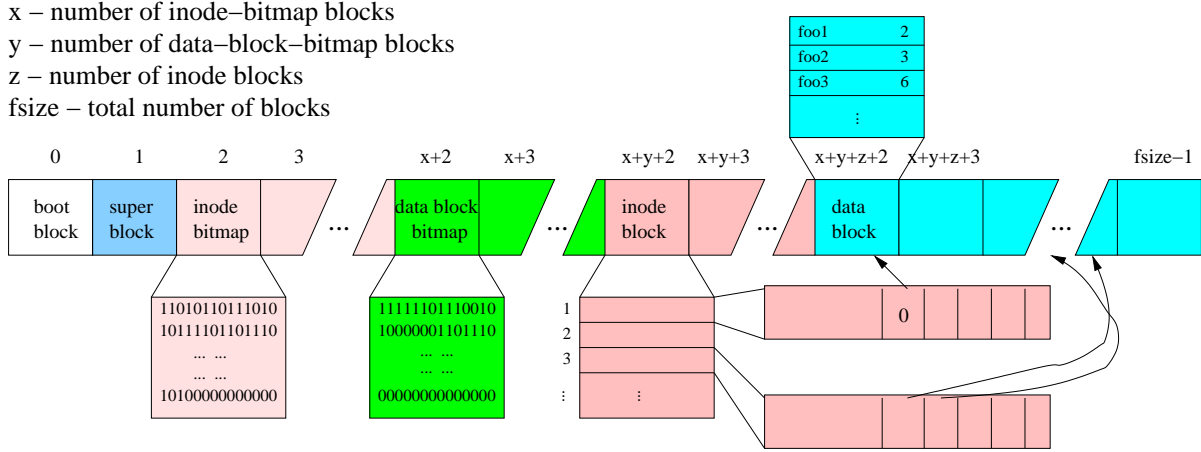 x − number of inode−bitmap blocks
y − number of data−block−bitmap blocks
z − number of inode blocks
fsize − total number of blocks
foo1 2
foo2 3
foo3 6
...
0 1 2 3 x+2 x+3 x+y+2 x+y+3 x+y+z+2 x+y+z+3 fsize−1
boot block
super block
inode bitmap
...
data block bitmap
...
inode block
...
data block
...
11010110111010
10111101101110
... ...
... ...
10100000000000
11111101110010
10000001101110
... ...
... ...
00000000000000
1
2
3
...
...
0